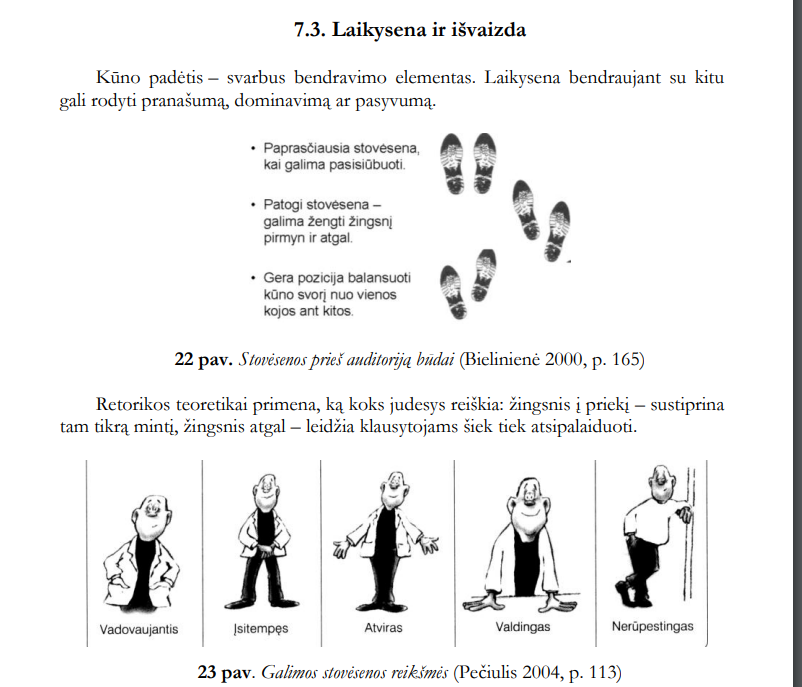 7.3. Laikysena ir išvaizda
Kūno padėtis – svarbus bendravimo elementas. Laikysena bendraujant su kitu
gali rodyti pranašumą, dominavimą ar pasyvumą.
• Paprasčiausia stovėsena,
kai galima pasisiūbuoti.
• Patogi stovėsena –
galima žengti žingsnį
pirmyn ir atgal.
• Gera pozicija balansuoti
kūno svorį nuo vienos
kojos ant kitos.
22 pav. Stovėsenos prieš auditoriją būdai (Bielinienė 2000, p. 165)
Retorikos teoretikai primena, ką koks judesys reiškia: žingsnis į priekį – sustiprina
tam tikrą mintį, žingsnis atgal – leidžia klausytojams šiek tiek atsipalaiduoti.
Vadovaujantis
Įsitempęs
Atviras
Valdingas
Nerūpestingas
23 pav. Galimos stovėsenos reikšmės (Pečiulis 2004, p. 113)